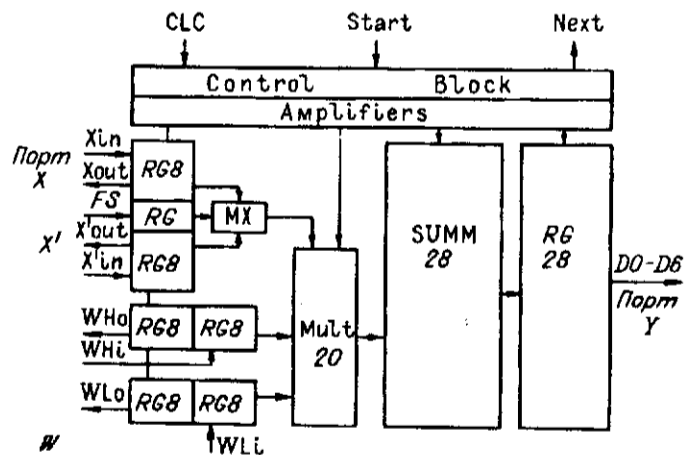 CLC Start Next
Control Block
Amplifiers
Порт X
Xin
Xout
RG8
FS
RG
MX
X'
X'out
X'in
RG8
SUMM 28
RG 28
D0-D6
Порт Y
WHo
WHi
RG8 RG8
Mult 20
WLo
RG8 RG8
W
WLi